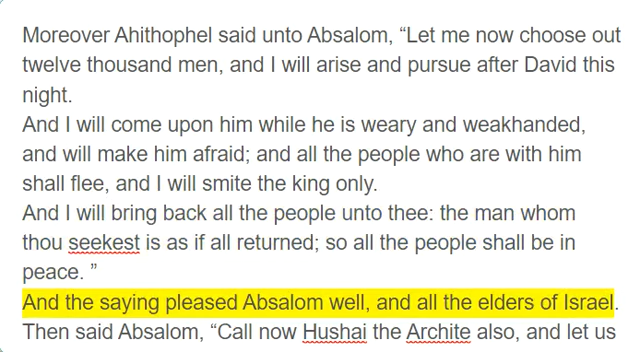 Moreover Ahithophel said unto Absalom, “Let me now choose out
twelve thousand men, and I will arise and pursue after David this
night.
And I will come upon him while he is weary and weakhanded,
and will make him afraid; and all the people who are with him
shall flee, and I will smite the king only.
And I will bring back all the people unto thee: the man whom
thou seekest is as if all returned; so all the people shall be in
peace. ”
And the saying pleased Absalom well, and all the elders of Israel.
Then said Absalom, “Call now Hushai the Archite also, and let us